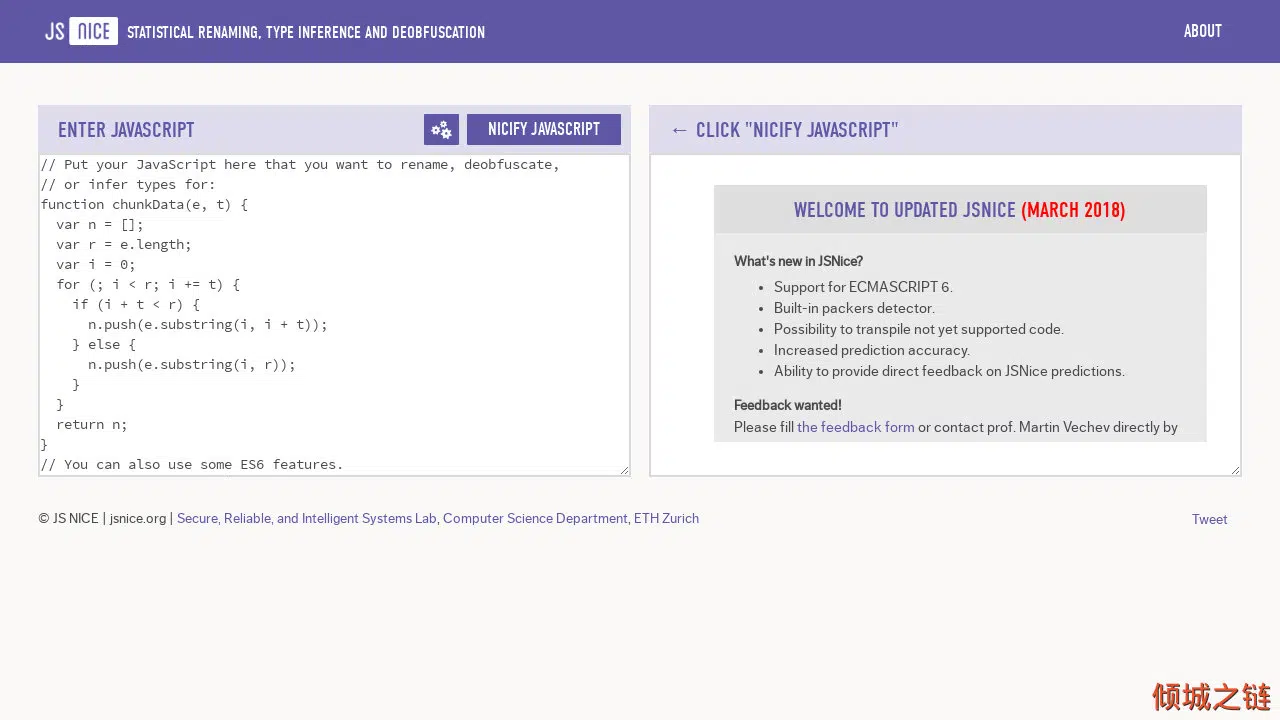 JS NICE STATISTICAL RENAMING, TYPE INFERENCE AND DEOBFUSCATION
ABOUT
ENTER JAVASCRIPT
NICIFY JAVASCRIPT
// Put your JavaScript here that you want to rename, deobfuscate,
// or infer types for:
function chunkData(e, t) {
  var n = [];
  var r = e.length;
  var i = 0;
  for (; i < r; i += t) {
    if (i + t < r) {
      n.push(e.substring(i, i + t));
    } else {
      n.push(e.substring(i, r));
    }
  }
  return n;
}
// You can also use some ES6 features.
← CLICK "NICIFY JAVASCRIPT"
WELCOME TO UPDATED JSNICE (MARCH 2018)
What's new in JSNice?
• Support for ECMASCRIPT 6.
• Built-in packers detector.
• Possibility to transpile not yet supported code.
• Increased prediction accuracy.
• Ability to provide direct feedback on JSNice predictions.
Feedback wanted!
Please fill the feedback form or contact prof. Martin Vechev directly by
© JS NICE | jsnice.org | Secure, Reliable, and Intelligent Systems Lab, Computer Science Department, ETH Zurich
Tweet
倾城之链